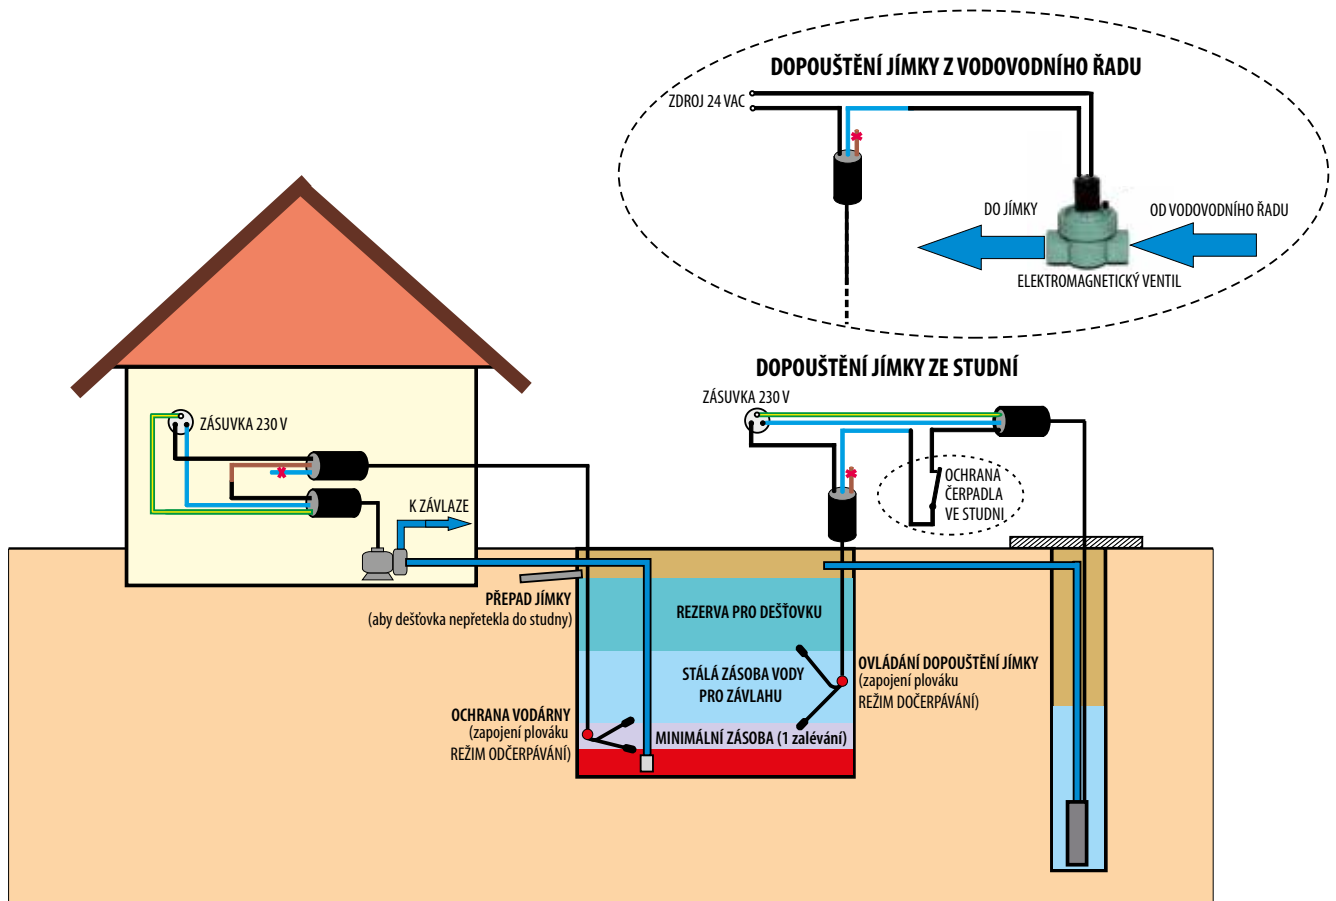 DOPOUŠTĚNÍ JÍMKY Z VODOVODNÍHO ŘADU
ZDROJ 24 VAC
DO JÍMKY
OD VODOVODNÍHO ŘADU
ELEKTROMAGNETICKÝ VENTIL
DOPOUŠTĚNÍ JÍMKY ZE STUDNÍ
ZÁSUVKA 230 V
OCHRANA
ČERPADLA
VE STUDNI
ZÁSUVKA 230 V
K ZÁVLAZE
PŘEPAD JÍMKY
(aby dešťovka nepřetekla do studny)
REZERVA PRO DEŠŤOVKU
STÁLÁ ZÁSOBA VODY
PRO ZÁVLAHU
OVLÁDÁNÍ DOPOUŠTĚNÍ JÍMKY
(zapojení plováku
REŽIM DOČERPÁVÁNÍ)
OCHRANA VODÁRNY
(zapojení plováku
REŽIM ODČERPÁVÁNÍ)
MINIMÁLNÍ ZÁSOBA (1 zalévání)